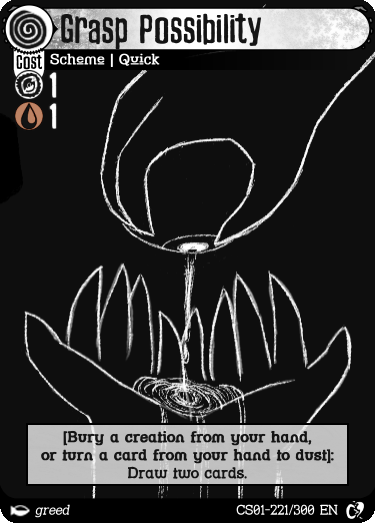 Grasp Possibility
Cost
Scheme | Quick
1
1
[Bury a creation from your hand,
or turn a card from your hand to dust]:
Draw two cards.
greed
CS01-221/300 EN